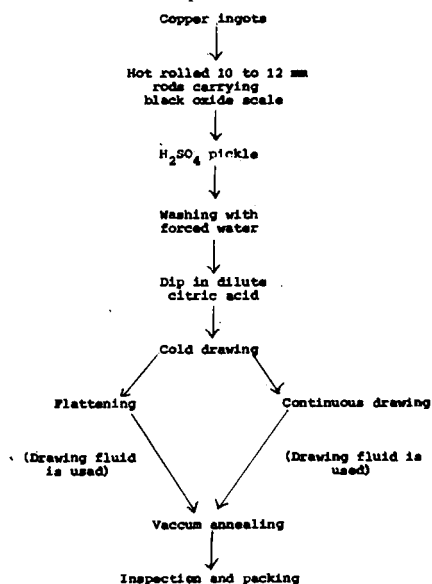 Copper ingots
Hot rolled 10 to 12 mm
rods carrying
black oxide scale
H₂SO₄ pickle
Washing with
forced water
Dip in dilute
citric acid
Cold drawing
Flattening
Continuous drawing
(Drawing fluid
is used)
(Drawing fluid is
used)
Vaccum annealing
Inspection and packing